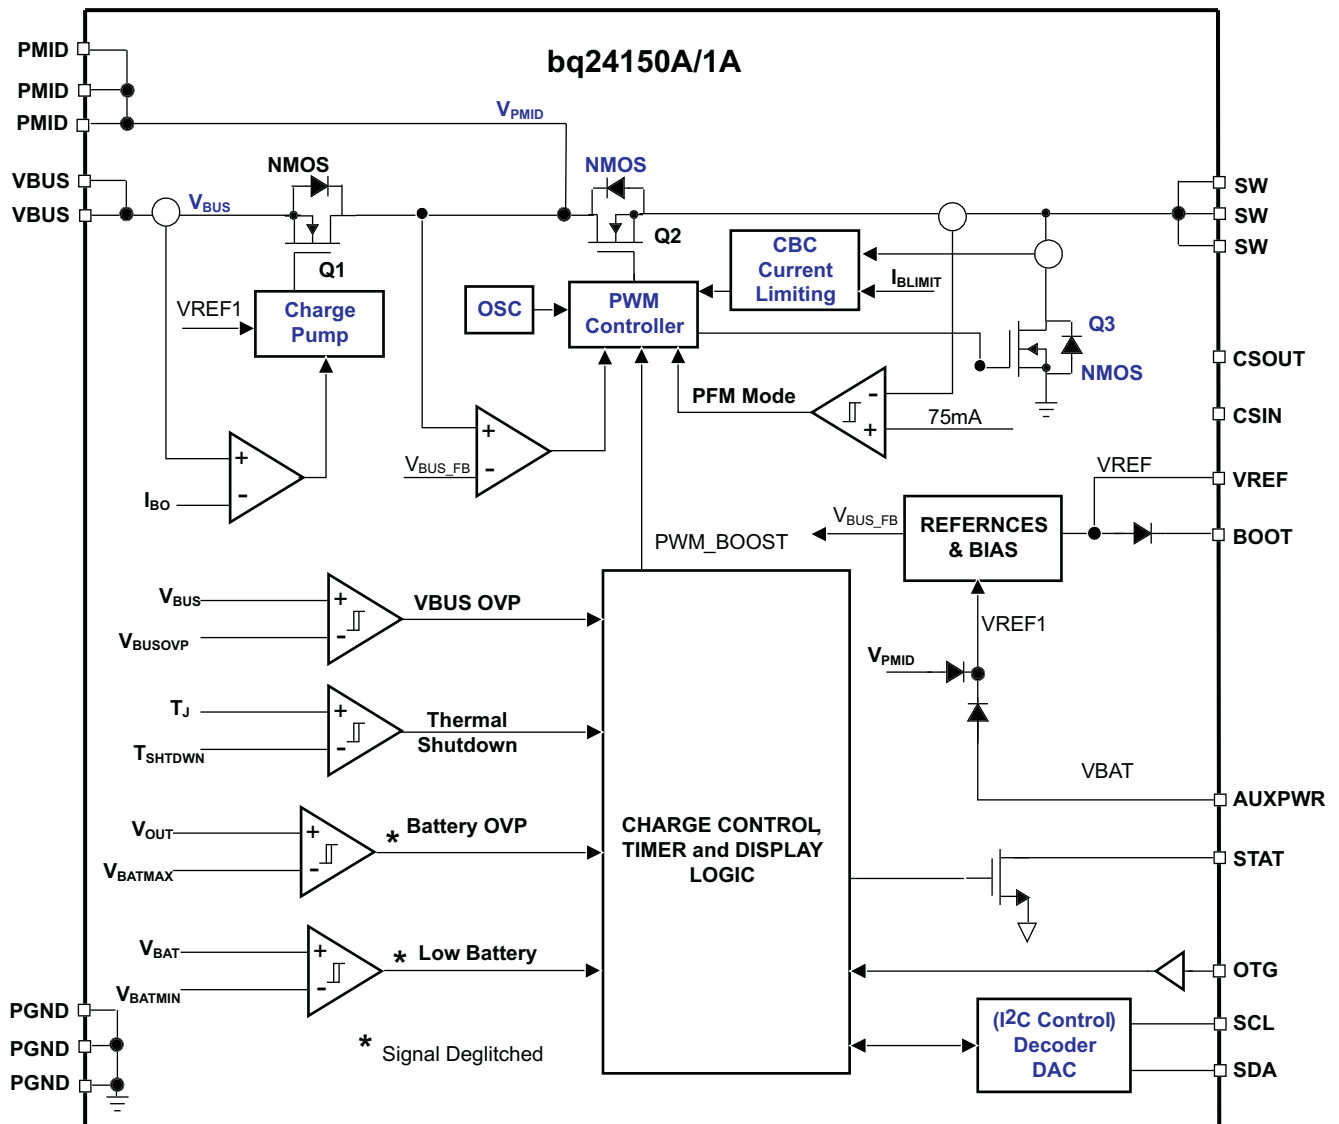 bq24150A/1A
PMID
PMID
PMID
VPMID
VBUS
VBUS
VBUS
NMOS
Q1
NMOS
Q2
SW
SW
SW
VREF1
Charge
Pump
OSC
PWM
Controller
CBC
Current
Limiting
IBLIMIT
Q3
NMOS
CSOUT
CSIN
PFM Mode
-
+
75mA
+
-
IBO
+
-
VBUS_FB
VREF
VREF
VBUS_FB
REFERNCES
& BIAS
BOOT
PWM_BOOST
VREF1
VPMID
VBAT
AUXPWR
VBUS
VBUSOVP
+
-
VBUS OVP
TJ
TSHTDWN
+
-
Thermal
Shutdown
VOUT
VBATMAX
+
-
* Battery OVP
VBAT
VBATMIN
+
-
* Low Battery
CHARGE CONTROL,
TIMER and DISPLAY
LOGIC
STAT
OTG
(I2C Control)
Decoder
DAC
SCL
SDA
PGND
PGND
PGND
* Signal Deglitched